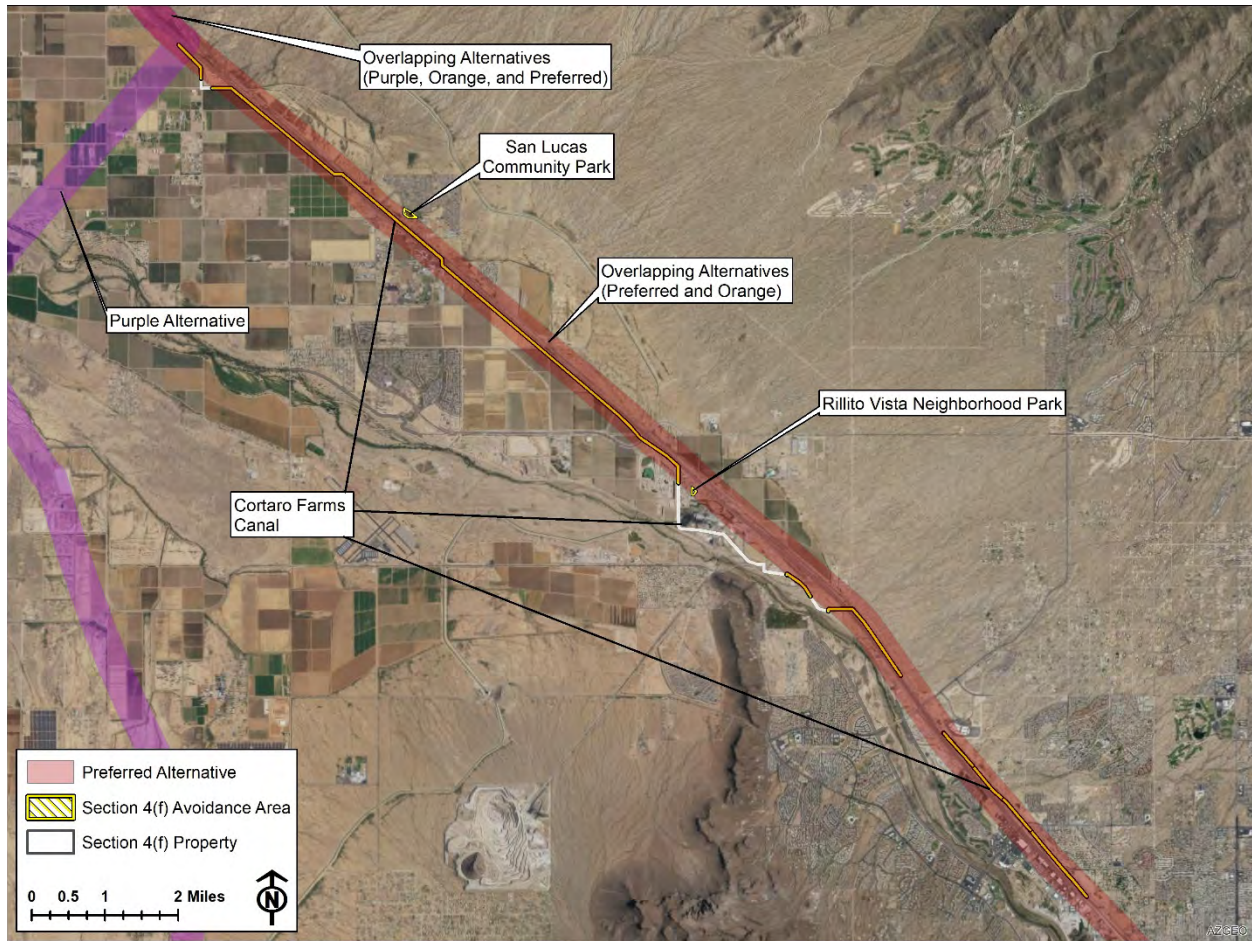 Overlapping Alternatives
(Purple, Orange, and Preferred)
San Lucas
Community Park
Overlapping Alternatives
(Preferred and Orange)
Purple Alternative
Rillito Vista Neighborhood Park
Cortaro Farms
Canal
Preferred Alternative
Section 4(f) Avoidance Area
Section 4(f) Property
0 0.5 1 2 Miles
N
AZGEO